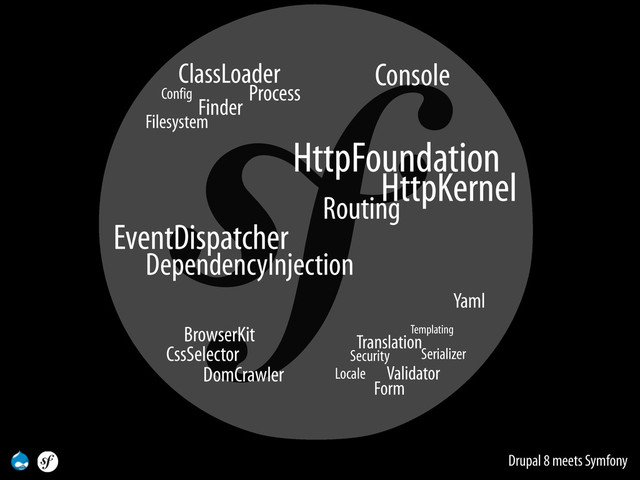 ClassLoader
Console
Config
Process
Finder
Filesystem
HttpFoundation
HttpKernel
Routing
EventDispatcher
DependencyInjection
Yaml
BrowserKit
CssSelector
DomCrawler
Templating
Translation
Security
Serializer
Locale
Validator
Form
sf
sf
Drupal 8 meets Symfony